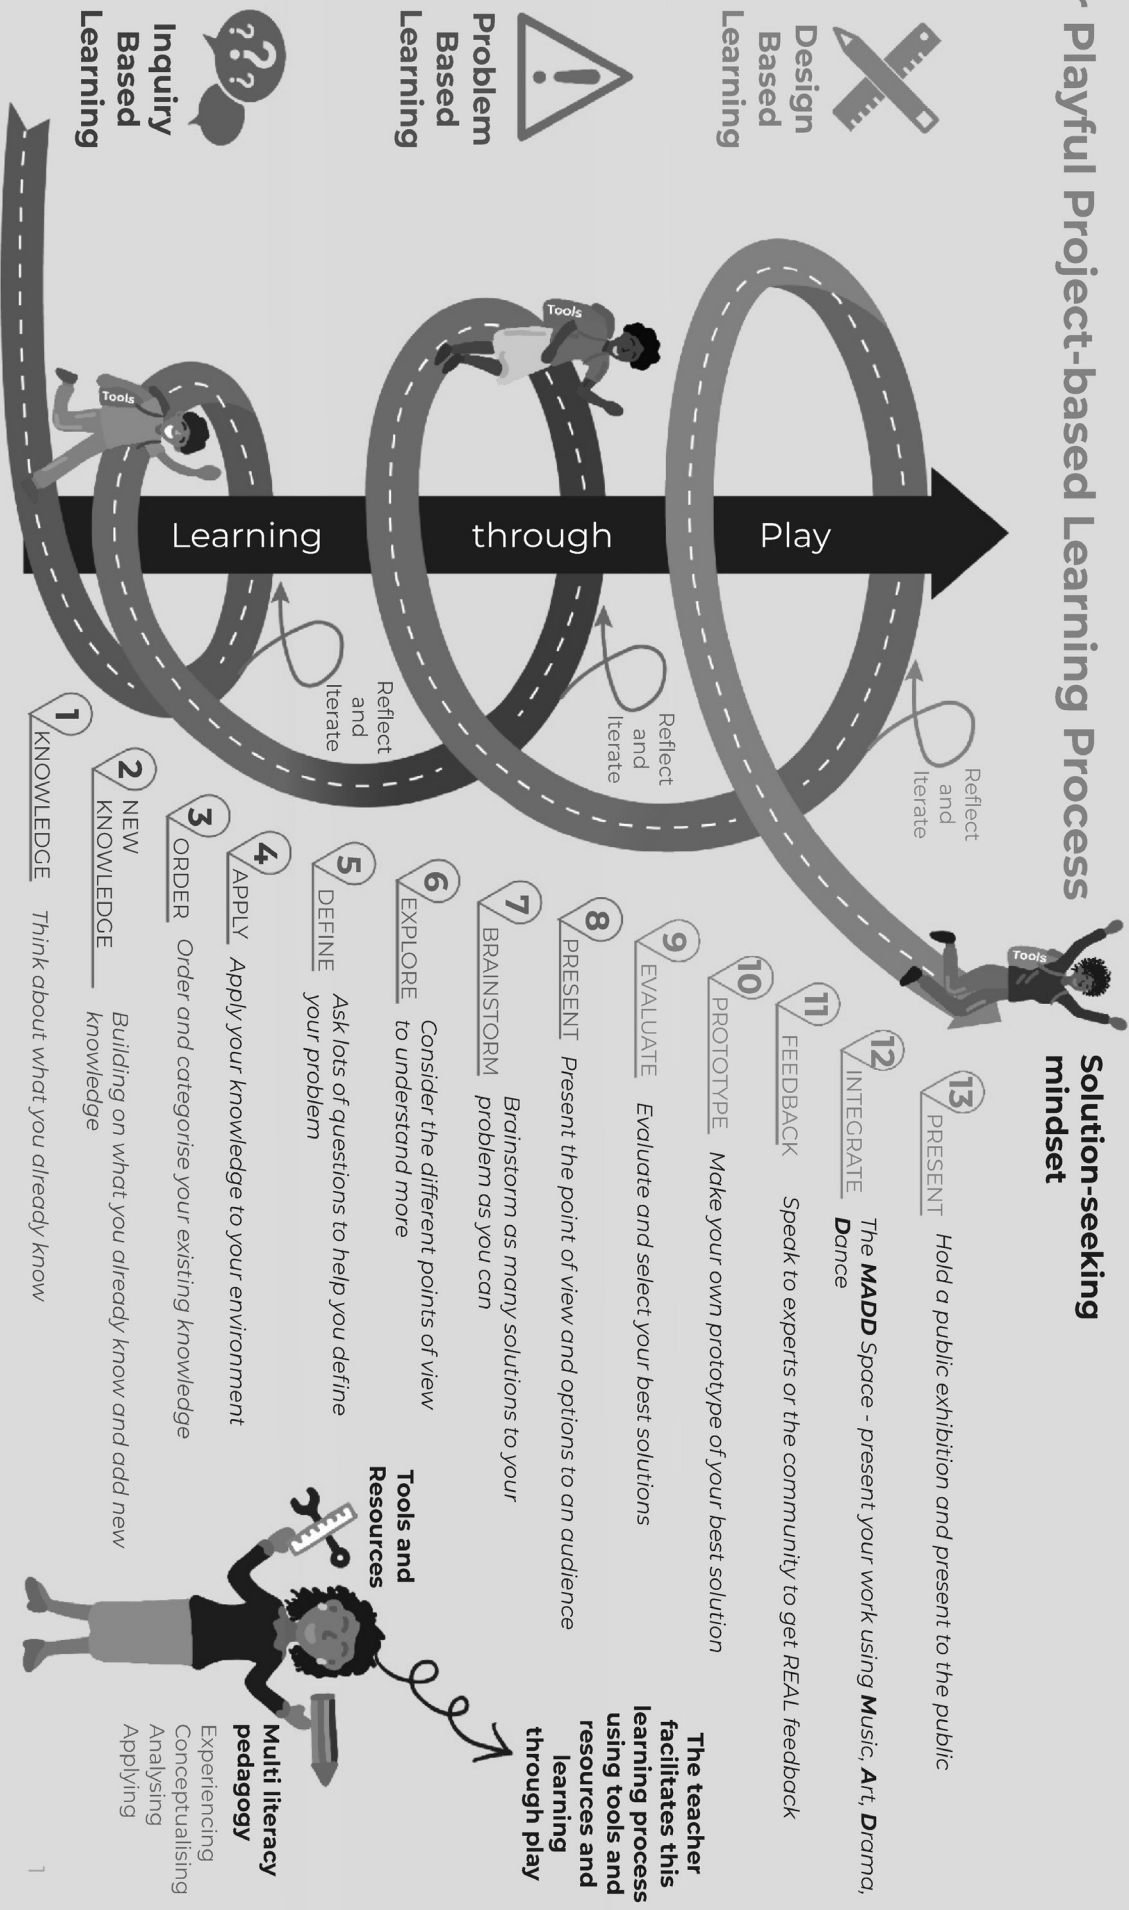 r Playful Project-based Learning Process
Solution-seeking
mindset
Design
Based
Learning
Problem
Based
Learning
Inquiry
Based
Learning
Tools
Tools
Tools
Learning through Play
Reflect
and
Iterate
Reflect
and
Iterate
Reflect
and
Iterate
13 PRESENT Hold a public exhibition and present to the public
12 INTEGRATE The MADD Space - present your work using Music, Art, Drama,
Dance
11 FEEDBACK Speak to experts or the community to get REAL feedback
10 PROTOTYPE Make your own prototype of your best solution
9 EVALUATE Evaluate and select your best solutions
8 PRESENT Present the point of view and options to an audience
7 BRAINSTORM Brainstorm as many solutions to your
problem as you can
6 EXPLORE Consider the different points of view
to understand more
5 DEFINE Ask lots of questions to help you define
your problem
4 APPLY Apply your knowledge to your environment
3 ORDER Order and categorise your existing knowledge
2 NEW
KNOWLEDGE Building on what you already know and add new
knowledge
1 KNOWLEDGE Think about what you already know
The teacher
facilitates this
learning process
using tools and
resources and
learning
through play
Tools and
Resources
Multi literacy
pedagogy
Experiencing
Conceptualising
Analysing
Applying
1